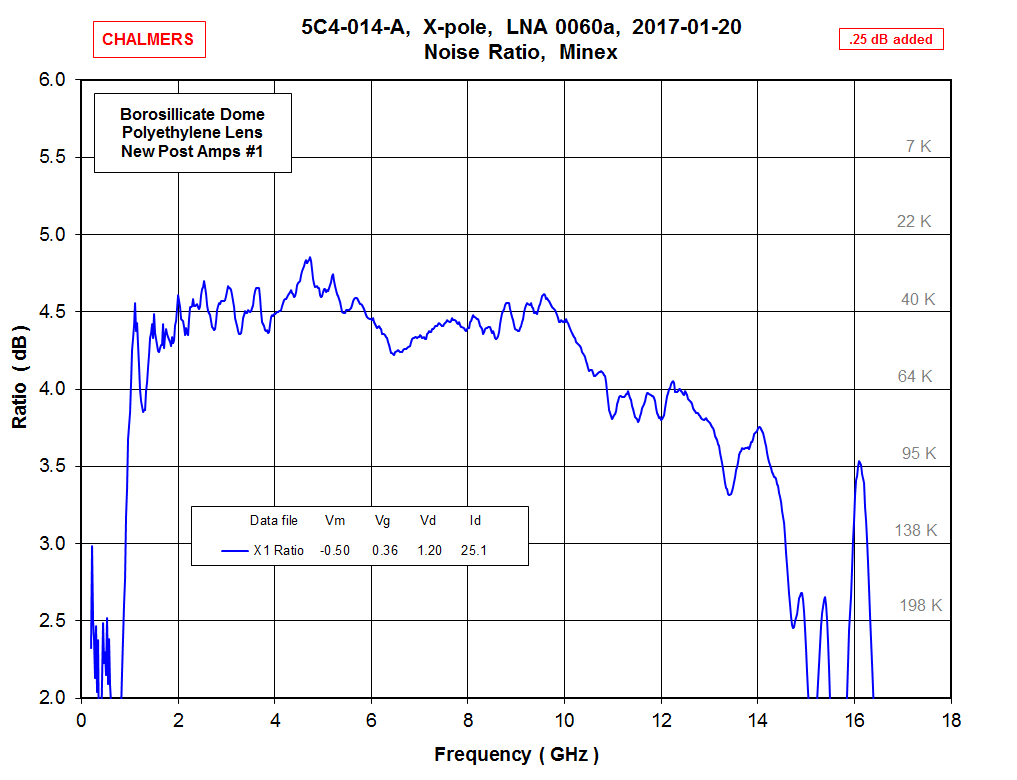 5C4-014-A, X-pole, LNA 0060a, 2017-01-20
Noise Ratio, Minex
CHALMERS
.25 dB added
Borosillicate Dome
Polyethylene Lens
New Post Amps #1
6.0
5.5
5.0
4.5
4.0
3.5
3.0
2.5
2.0
Ratio ( dB )
7 K
22 K
40 K
64 K
95 K
138 K
198 K
Data file Vm Vg Vd Id
X1 Ratio -0.50 0.36 1.20 25.1
0 2 4 6 8 10 12 14 16 18
Frequency ( GHz )